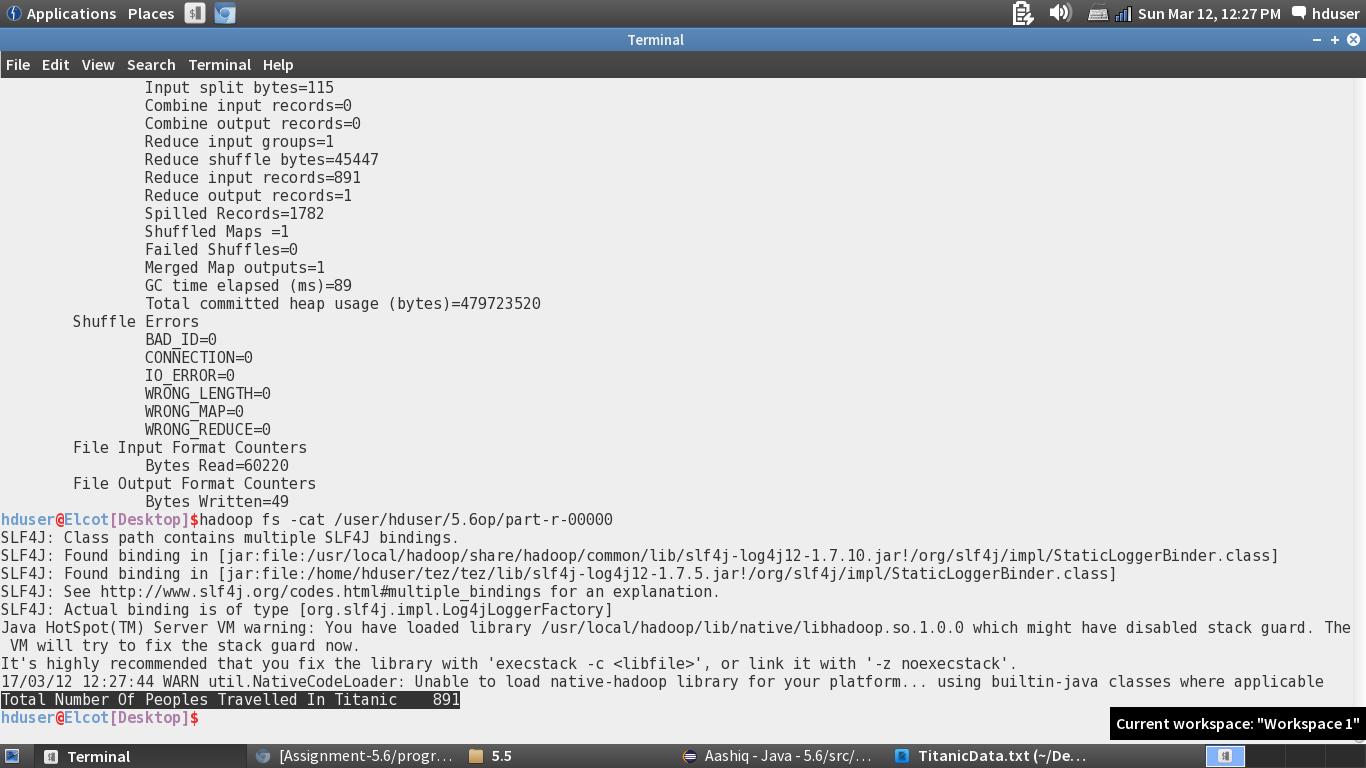 Applications Places Sun Mar 12, 12:27 PM hduser
Terminal
File Edit View Search Terminal Help
Input split bytes=115
Combine input records=0
Combine output records=0
Reduce input groups=1
Reduce shuffle bytes=45447
Reduce input records=891
Reduce output records=1
Spilled Records=1782
Shuffled Maps =1
Failed Shuffles=0
Merged Map outputs=1
GC time elapsed (ms)=89
Total committed heap usage (bytes)=479723520
Shuffle Errors
BAD_ID=0
CONNECTION=0
IO_ERROR=0
WRONG_LENGTH=0
WRONG_MAP=0
WRONG_REDUCE=0
File Input Format Counters
Bytes Read=60220
File Output Format Counters
Bytes Written=49
hduser@Elcot[Desktop]$hadoop fs -cat /user/hduser/5.6op/part-r-00000
SLF4J: Class path contains multiple SLF4J bindings.
SLF4J: Found binding in [jar:file:/usr/local/hadoop/share/hadoop/common/lib/slf4j-log4j12-1.7.10.jar!/org/slf4j/impl/StaticLoggerBinder.class]
SLF4J: Found binding in [jar:file:/home/hduser/tez/tez/lib/slf4j-log4j12-1.7.5.jar!/org/slf4j/impl/StaticLoggerBinder.class]
SLF4J: See http://www.slf4j.org/codes.html#multiple_bindings for an explanation.
SLF4J: Actual binding is of type [org.slf4j.impl.Log4jLoggerFactory]
Java HotSpot(TM) Server VM warning: You have loaded library /usr/local/hadoop/lib/native/libhadoop.so.1.0.0 which might have disabled stack guard. The
VM will try to fix the stack guard now.
It's highly recommended that you fix the library with 'execstack -c <libfile>', or link it with '-z noexecstack'.
17/03/12 12:27:44 WARN util.NativeCodeLoader: Unable to load native-hadoop library for your platform... using builtin-java classes where applicable
Total Number Of Peoples Travelled In Titanic    891
hduser@Elcot[Desktop]$
Current workspace: "Workspace 1"
Terminal [Assignment-5.6/progr... 5.5 Aashiq - Java - 5.6/src/... TitanicData.txt (~/De...